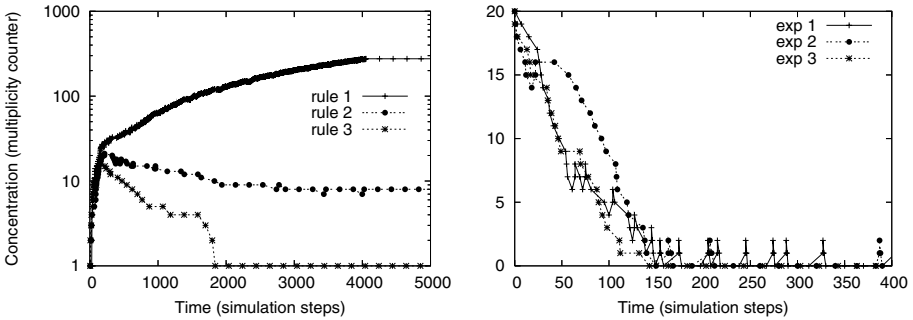 Concentration (multiplicity counter)
1000
100
10
1
rule 1
rule 2
rule 3
0
1000
2000
3000
4000
5000
Time (simulation steps)
20
15
10
5
0
exp 1
exp 2
exp 3
0
50
100
150
200
250
300
350
400
Time (simulation steps)